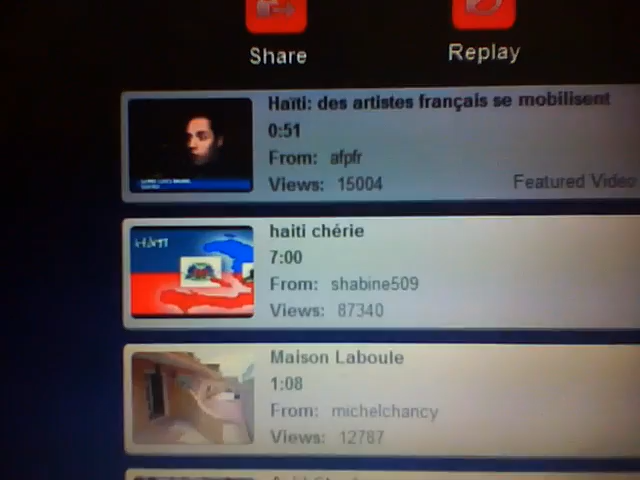 Share
Replay
Haïti: des artistes français se mobilisent
0:51
From: afpfr
Views: 15004
Featured Video
haiti chérie
7:00
From: shabine509
Views: 87340
Maison Laboule
1:08
From: michelchancy
Views: 12787